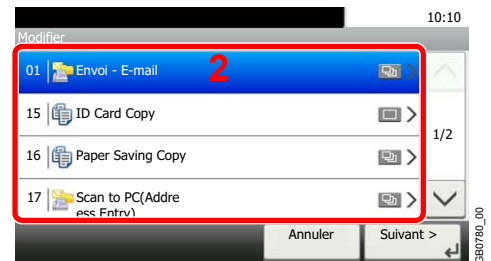 10:10
Modifier
01 Envoi - E-mail
2
15 ID Card Copy
16 Paper Saving Copy
1/2
17 Scan to PC(Addre
ess Entry)
Annuler Suivant >
GB0780_00